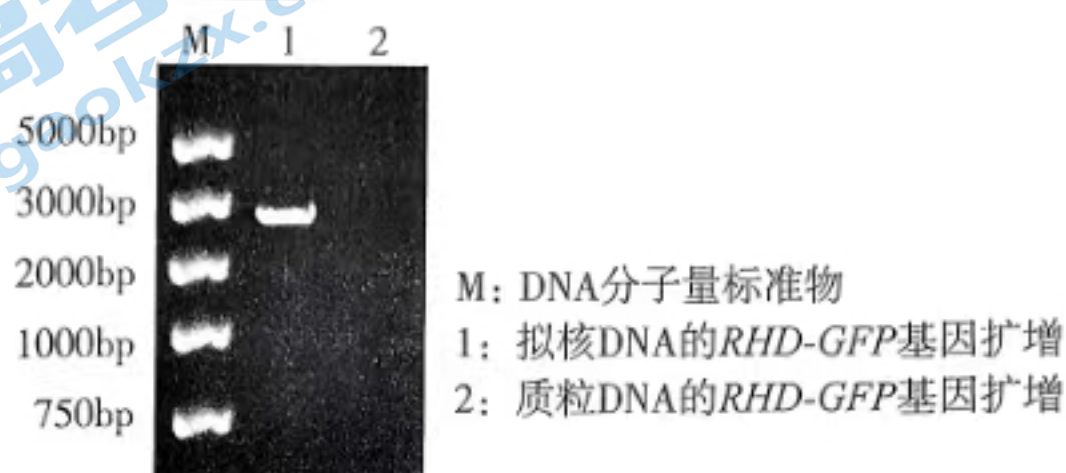 M 1 2
5000bp
3000bp
2000bp
1000bp
750bp
M：DNA分子量标准物
1：拟核DNA的RHD-GFP基因扩增
2：质粒DNA的RHD-GFP基因扩增
gaokzx.c